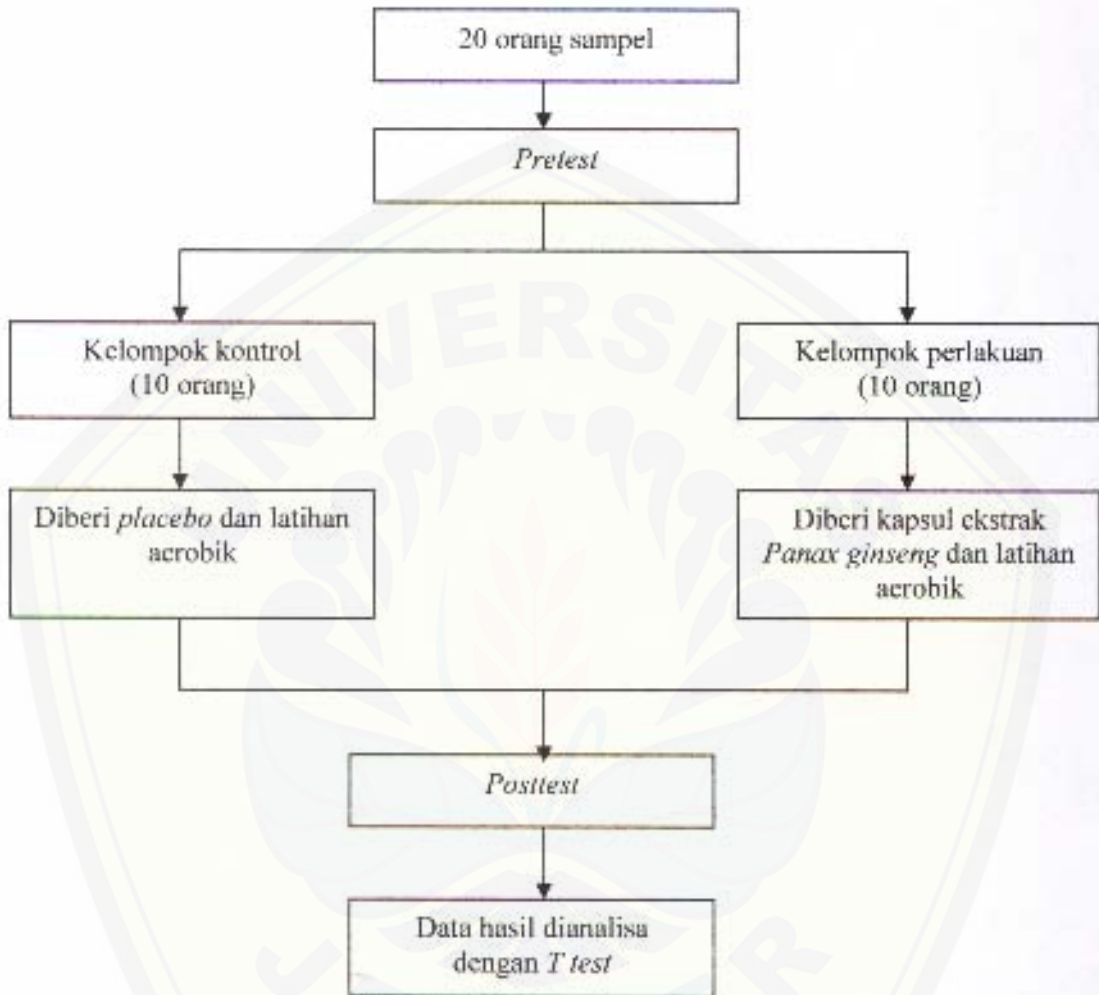 20 orang sampel
Pretest
Kelompok kontrol
(10 orang)
Kelompok perlakuan
(10 orang)
Diberi placebo dan latihan
aerobik
Diberi kapsul ekstrak
Panax ginseng dan latihan
aerobik
Posttest
Data hasil dianalisa
dengan T test
UNIVERSITAS